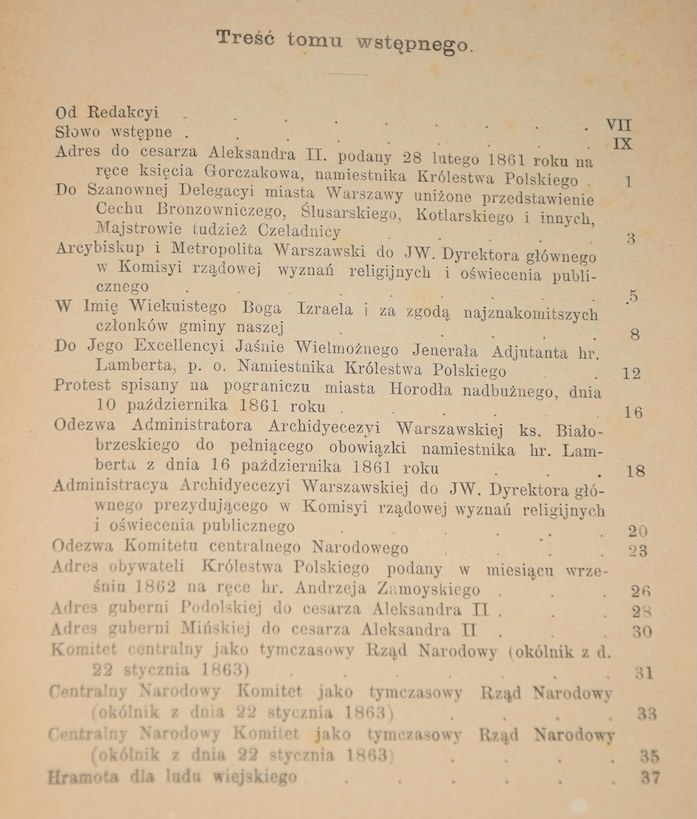 Treść tomu wstępnego.
Od Redakcyi . . . . . . . . VII
Słowo wstępne . . . . . . . . IX
Adres do cesarza Aleksandra II. podany 28 lutego 1861 roku na
ręce księcia Gorczakowa, namiestnika Królestwa Polskiego . 1
Do Szanownej Delegacyi miasta Warszawy uniżone przedstawienie
Cechu Bronzowniczego, Ślusarskiego, Kotlarskiego i innych,
Majstrowie tudzież Czeladnicy . . . . . 3
Arcybiskup i Metropolita Warszawski do JW. Dyrektora głównego
w Komisyi rządowej wyznań religijnych i oświecenia publi-
cznego . . . . . . . . . 5
W Imię Wiekuistego Boga Izraela i za zgodą najznakomitszych
członków gminy naszej . . . . . . 8
Do Jego Excellencyi Jaśnie Wielmożnego Jenerała Adjutanta hr.
Lamberta, p. o. Namiestnika Królestwa Polskiego . . 12
Protest spisany na pograniczu miasta Horodła nadbużnego, dnia
10 października 1861 roku . . . . . 16
Odezwa Administratora Archidyecezyi Warszawskiej ks. Biało-
brzeskiego do pełniącego obowiązki namiestnika hr. Lam-
berta z dnia 16 października 1861 roku . . . 18
Administracya Archidyecezyi Warszawskiej do JW. Dyrektora głó-
wnego prezydującego w Komisyi rządowej wyznań religijnych
i oświecenia publicznego . . . . . . 20
Odezwa Komitetu centralnego Narodowego . . . . 23
Adres obywateli Królestwa Polskiego podany w miesiącu wrze-
śniu 1862 na ręce hr. Andrzeja Zamoyskiego . . . 26
Adres guberni Podolskiej do cesarza Aleksandra II . . . 28
Adres guberni Mińskiej do cesarza Aleksandra II . . . 30
Komitet centralny jako tymczasowy Rząd Narodowy (okólnik z d.
22 stycznia 1863) . . . . . . . 31
Centralny Narodowy Komitet jako tymczasowy Rząd Narodowy
(okólnik z dnia 22 stycznia 1863) . . . . 33
Centralny Narodowy Komitet jako tymczasowy Rząd Narodowy
(okólnik z dnia 22 stycznia 1863) . . . . 35
Hramota dla ludu wiejskiego . . . . . . 37